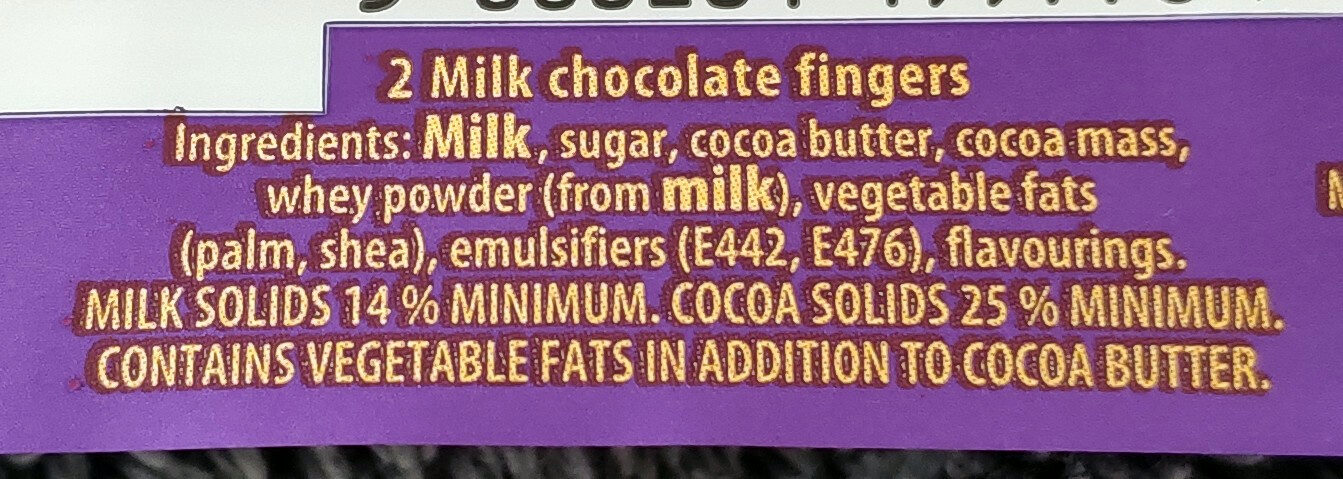 2 Milk chocolate fingers
Ingredients: Milk, sugar, cocoa butter, cocoa mass,
whey powder (from milk), vegetable fats
(palm, shea), emulsifiers (E442, E476), flavourings.
MILK SOLIDS 14 % MINIMUM. COCOA SOLIDS 25 % MINIMUM.
CONTAINS VEGETABLE FATS IN ADDITION TO COCOA BUTTER.